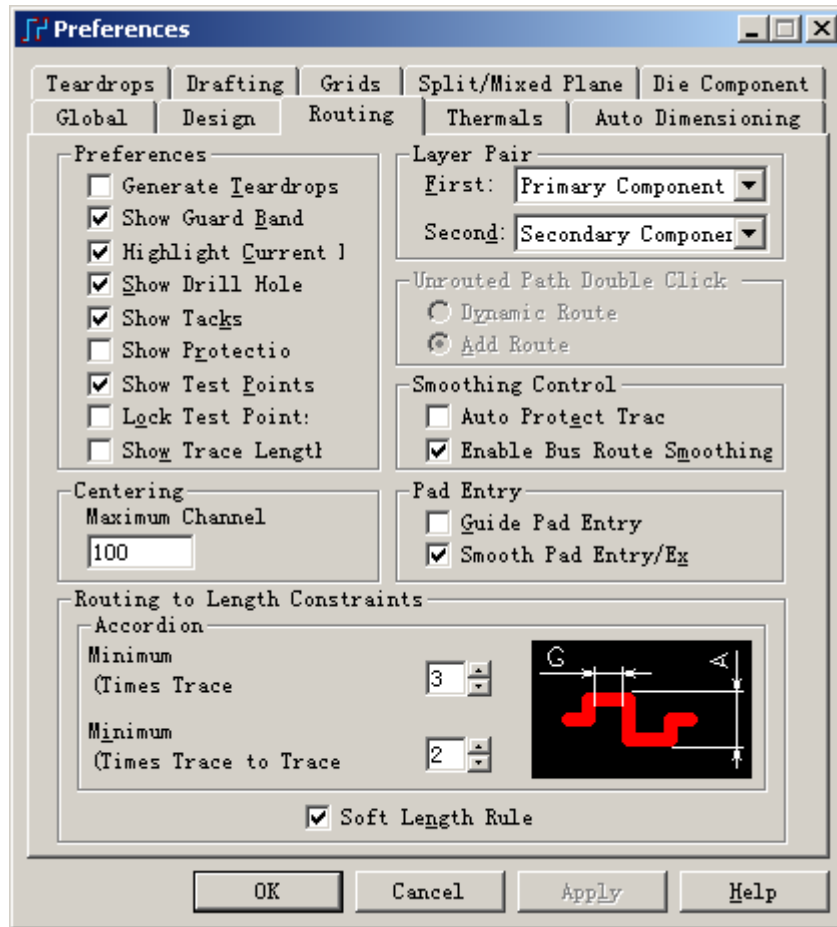 Preferences
Teardrops Drafting Grids Split/Mixed Plane Die Component
Global Design Routing Thermals Auto Dimensioning
Preferences
Generate Teardrops
Show Guard Band
Highlight Current l
Show Drill Hole
Show Tacks
Show Protectio
Show Test Points
Lock Test Point:
Show Trace Lengtl
Layer Pair
First: Primary Component
Second: Secondary Componer
Unrouted Path Double Click
Dynamic Route
Add Route
Smoothing Control
Auto Protect Trac
Enable Bus Route Smoothing
Centering
Maximum Channel
100
Pad Entry
Guide Pad Entry
Smooth Pad Entry/Ex
Routing to Length Constraints
Accordion
Minimum
(Times Trace
3
Minimum
(Times Trace to Trace
2
G
A
Soft Length Rule
OK Cancel Apply Help